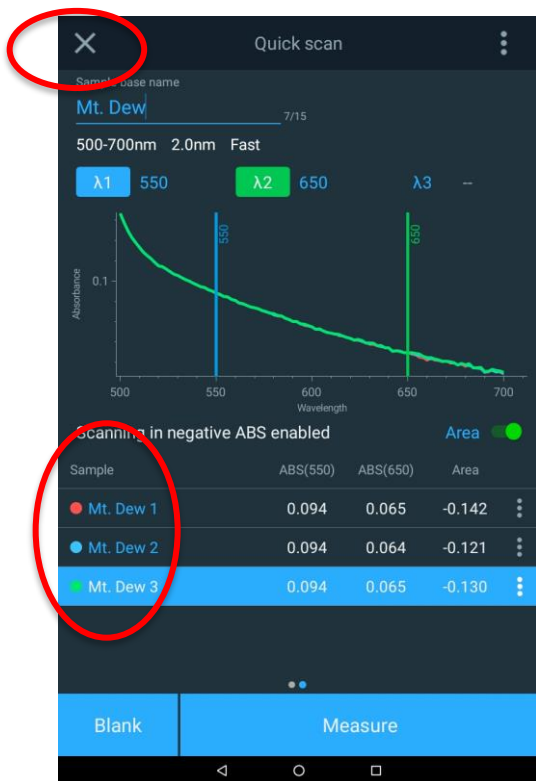 Quick scan
Sample base name
Mt. Dew
7/15
500-700nm 2.0nm Fast
λ1 550 λ2 650 λ3 --
550 650
0.1
Absorbance
500 550 600 650 700
Wavelength
Scanning in negative ABS enabled Area
Sample ABS(550) ABS(650) Area
Mt. Dew 1 0.094 0.065 -0.142
Mt. Dew 2 0.094 0.064 -0.121
Mt. Dew 3 0.094 0.065 -0.130
Blank Measure